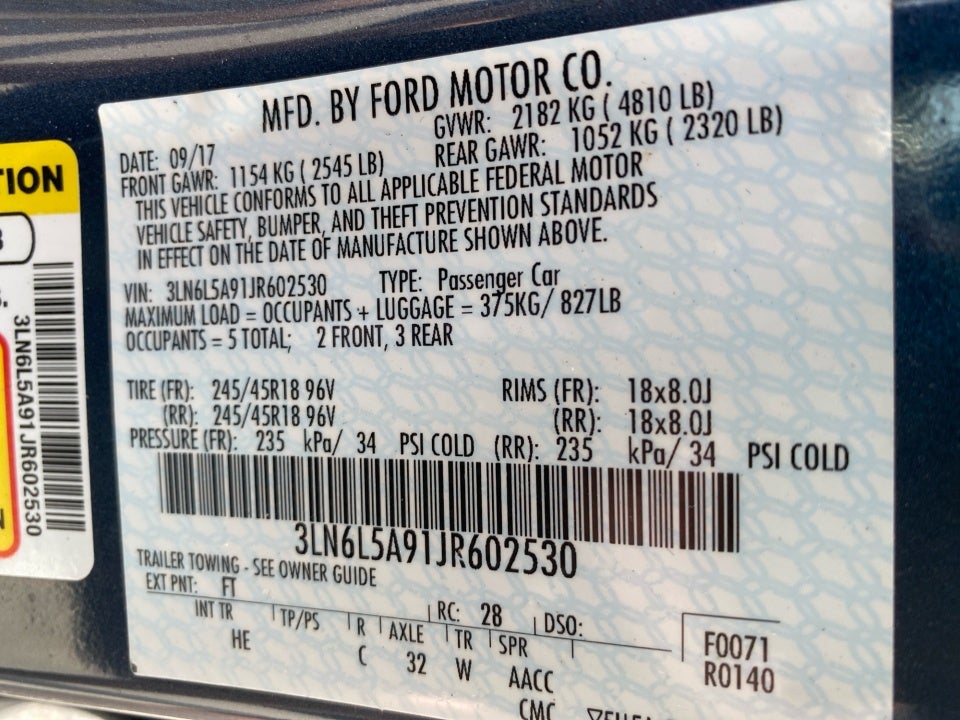 MFD. BY FORD MOTOR CO.
DATE: 09/17 GVWR: 2182 KG ( 4810 LB)
FRONT GAWR: 1154 KG ( 2545 LB) REAR GAWR: 1052 KG ( 2320 LB)
THIS VEHICLE CONFORMS TO ALL APPLICABLE FEDERAL MOTOR
VEHICLE SAFETY, BUMPER, AND THEFT PREVENTION STANDARDS
IN EFFECT ON THE DATE OF MANUFACTURE SHOWN ABOVE.
VIN: 3LN6L5A91JR602530 TYPE: Passenger Car
MAXIMUM LOAD = OCCUPANTS + LUGGAGE = 375KG/ 827LB
OCCUPANTS = 5 TOTAL; 2 FRONT, 3 REAR
TIRE (FR): 245/45R18 96V RIMS (FR): 18x8.0J
(RR): 245/45R18 96V (RR): 18x8.0J
PRESSURE (FR): 235 kPa/ 34 PSI COLD (RR): 235 kPa/ 34 PSI COLD
3LN6L5A91JR602530
TRAILER TOWING - SEE OWNER GUIDE
EXT PNT: FT RC: 28 DSO:
INT TR TP/PS R AXLE TR SPR
HE C 32 W AACC
CMC
F0071
R0140
TION
3LN6L5A91JR602530